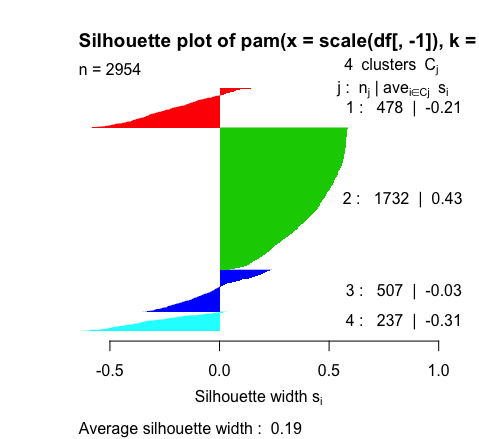 Silhouette plot of pam(x = scale(df[, -1]), k =
n = 2954
4 clusters Cj
j : nj | avei∈Cj si
1 : 478 | -0.21
2 : 1732 | 0.43
3 : 507 | -0.03
4 : 237 | -0.31
-0.5 0.0 0.5 1.0
Silhouette width si
Average silhouette width : 0.19